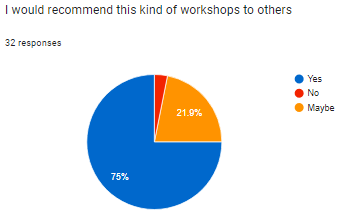 I would recommend this kind of workshops to others
32 responses
Yes
No
Maybe
21.9%
75%